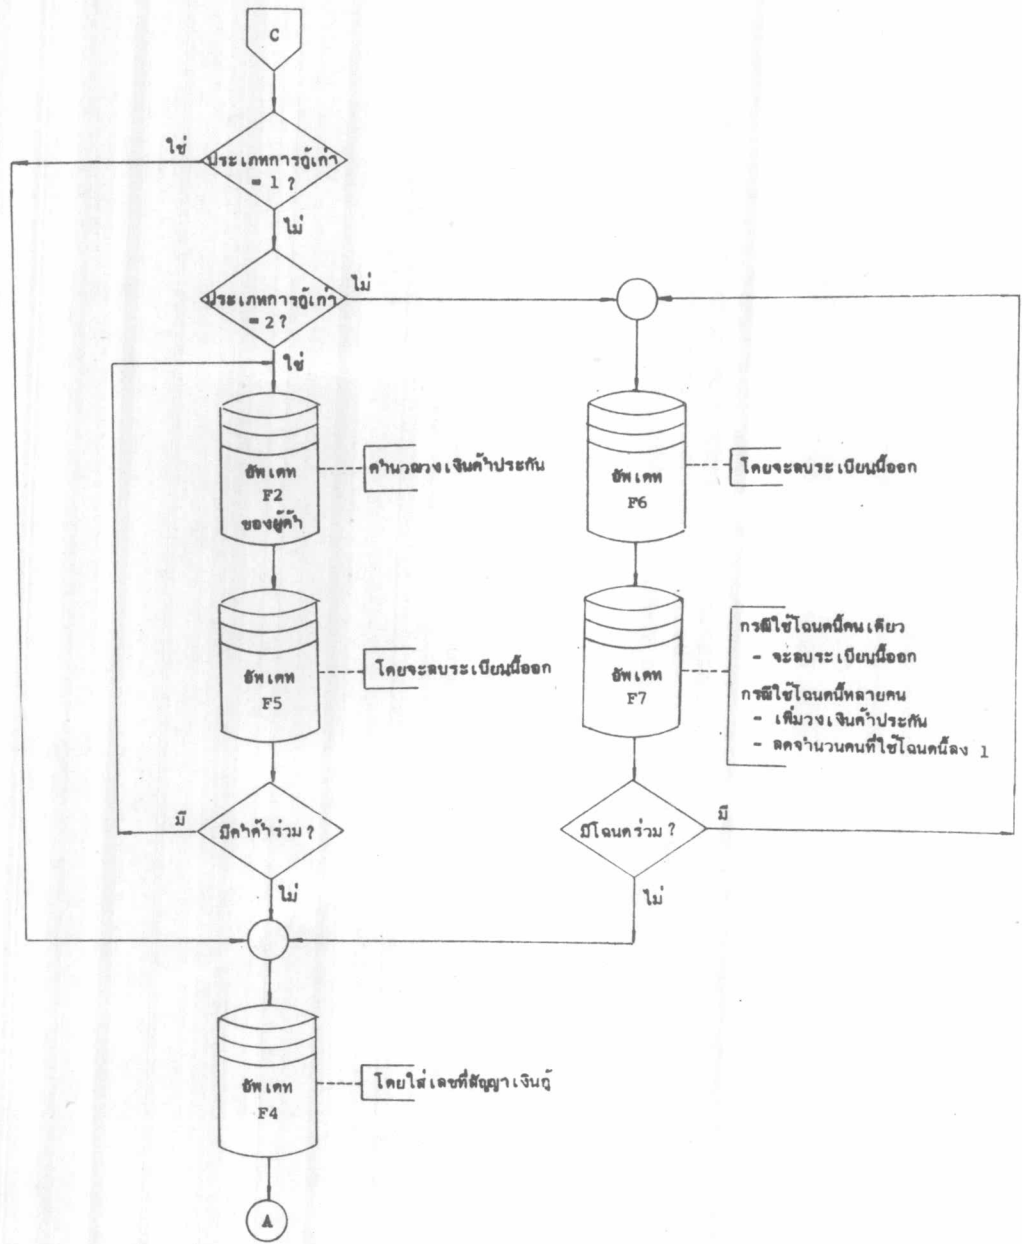 C
ใช่
ประเภทการกู้เก่า
= 1 ?
ไม่
ประเภทการกู้เก่า
= 2 ?
ไม่
ใช่
อัพเดท
F2
ของผู้ค้ำ
คำนวณวงเงินค้ำประกัน
อัพเดท
F6
โดยจะลบระเบียนนี้ออก
อัพเดท
F5
โดยจะลบระเบียนนี้ออก
อัพเดท
F7
กรณีใช้โฉนดนี้คนเดียว
- จะลบระเบียนนี้ออก
กรณีใช้โฉนดนี้หลายคน
- เพิ่มวงเงินค้ำประกัน
- ลดจำนวนคนที่ใช้โฉนดนี้ลง 1
มี
ร่วม ?
ไม่
มีโฉนดร่วม ?
มี
ไม่
อัพเดท
F4
โดยใส่เลขที่สัญญาเงินกู้
A